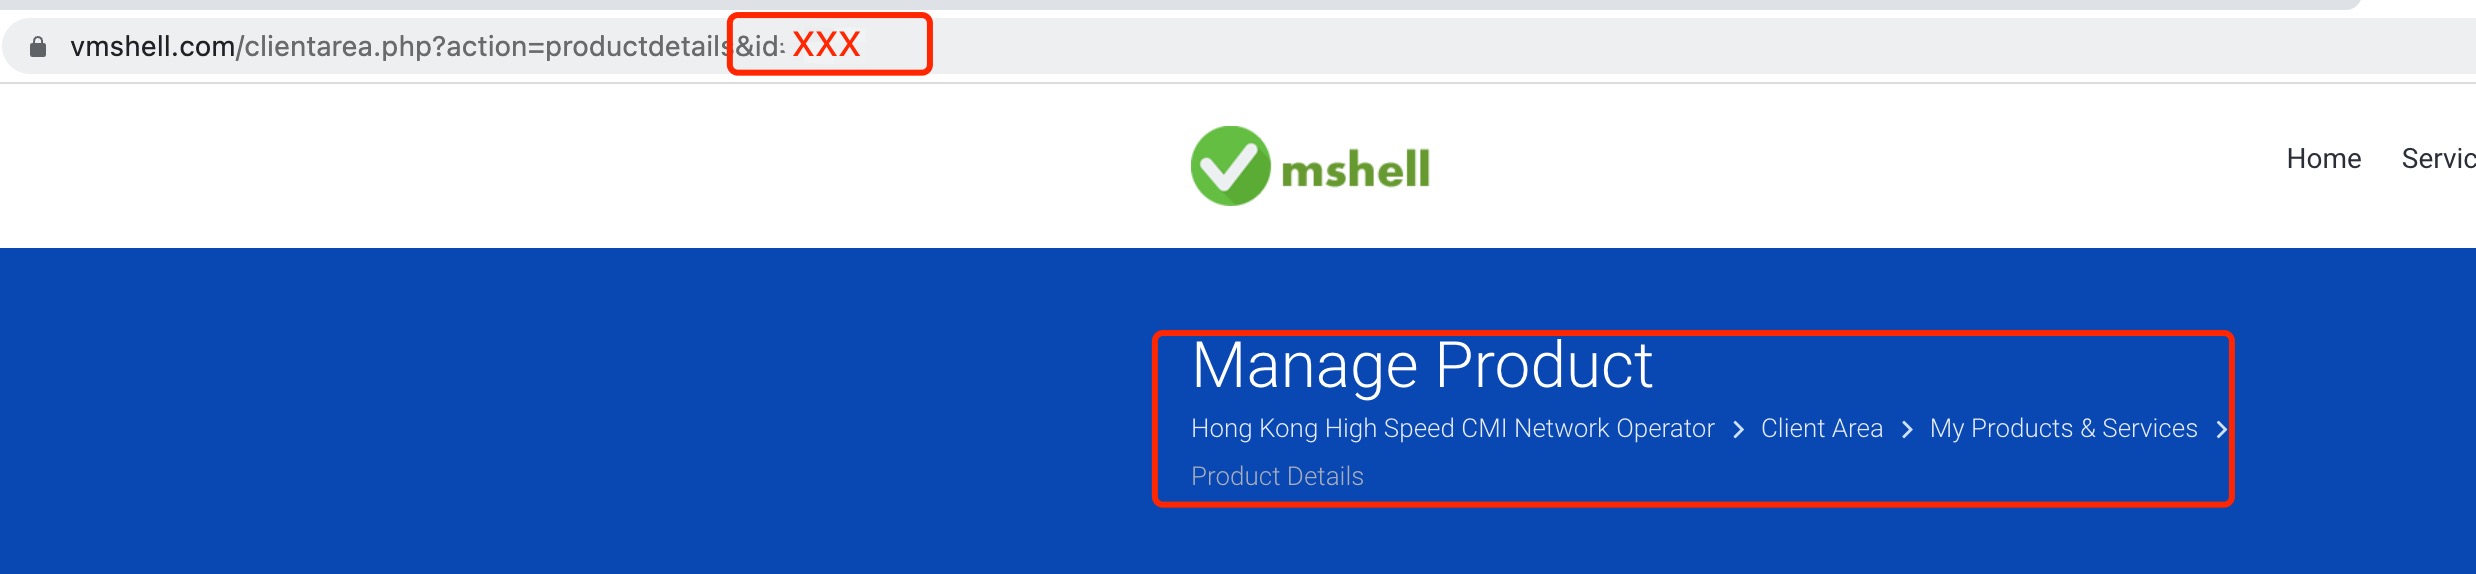 vmshell.com/clientarea.php?action=productdetails&id: XXX
mshell
Home Servic
Manage Product
Hong Kong High Speed CMI Network Operator > Client Area > My Products & Services >
Product Details